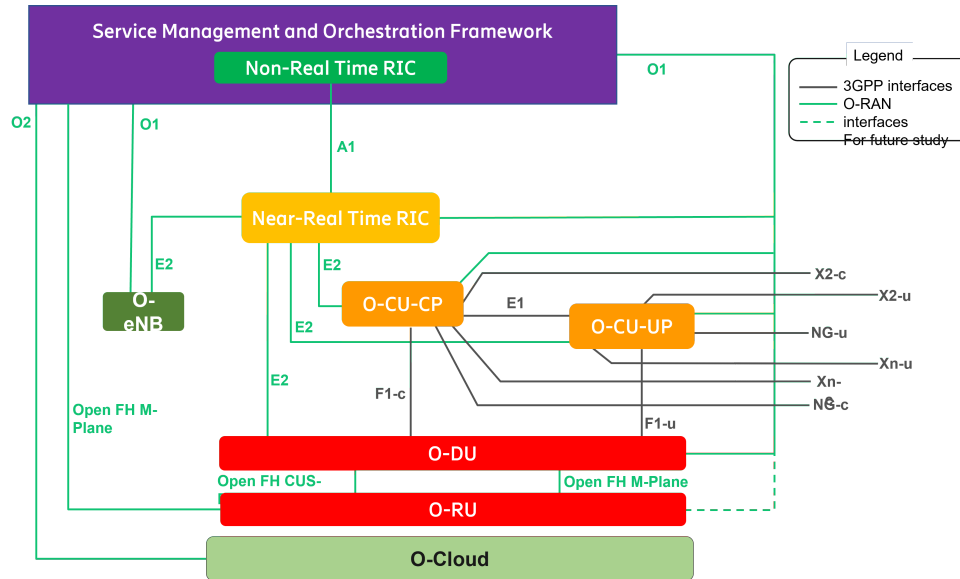 Service Management and Orchestration Framework
Non-Real Time RIC
O1
Legend
3GPP interfaces
O-RAN
interfaces
For future study
O2
O1
A1
Near-Real Time RIC
E2
E2
O-
eNB
O-CU-CP
E1
O-CU-UP
X2-c
X2-u
NG-u
E2
Xn-u
E2
F1-c
Xn-
c
NG-c
Open FH M-
Plane
F1-u
O-DU
Open FH CUS-
Open FH M-Plane
O-RU
O-Cloud